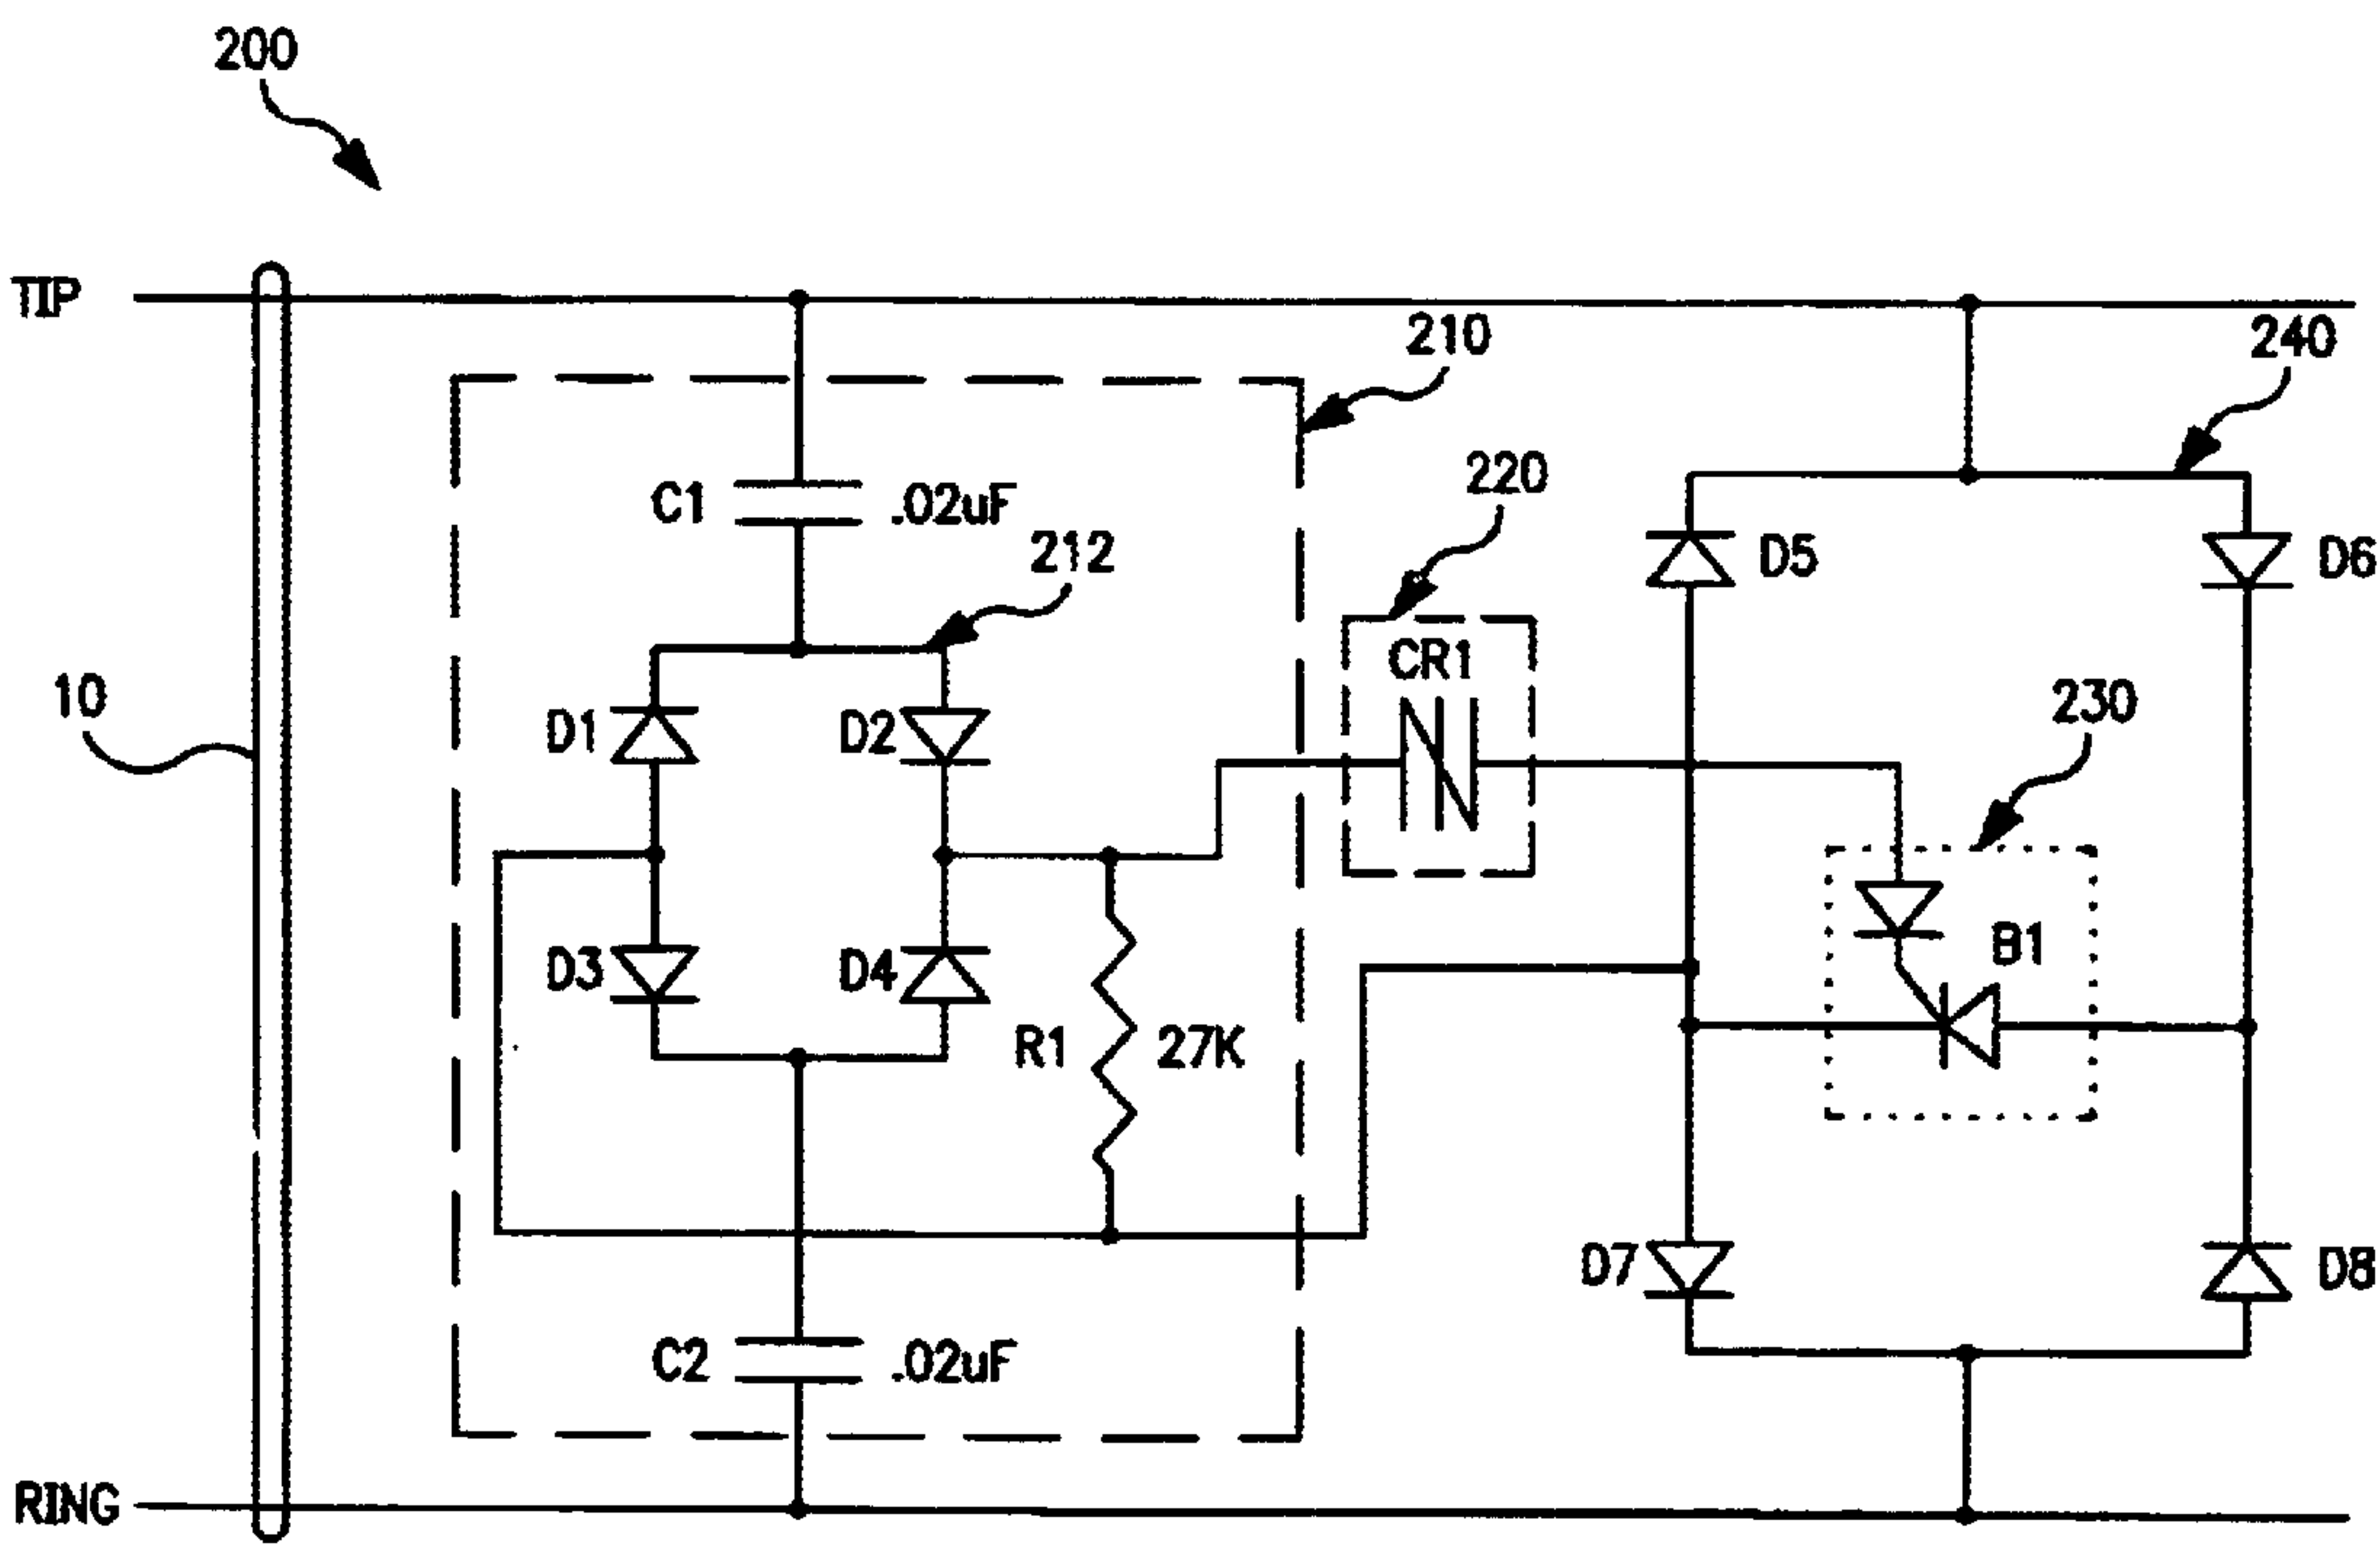 200
TIP
210
240
220
C1 .02uF
212
D5
D6
CR1
10
D1
D2
230
B1
D3
D4
R1
27K
D7
D8
C2 .02uF
RING